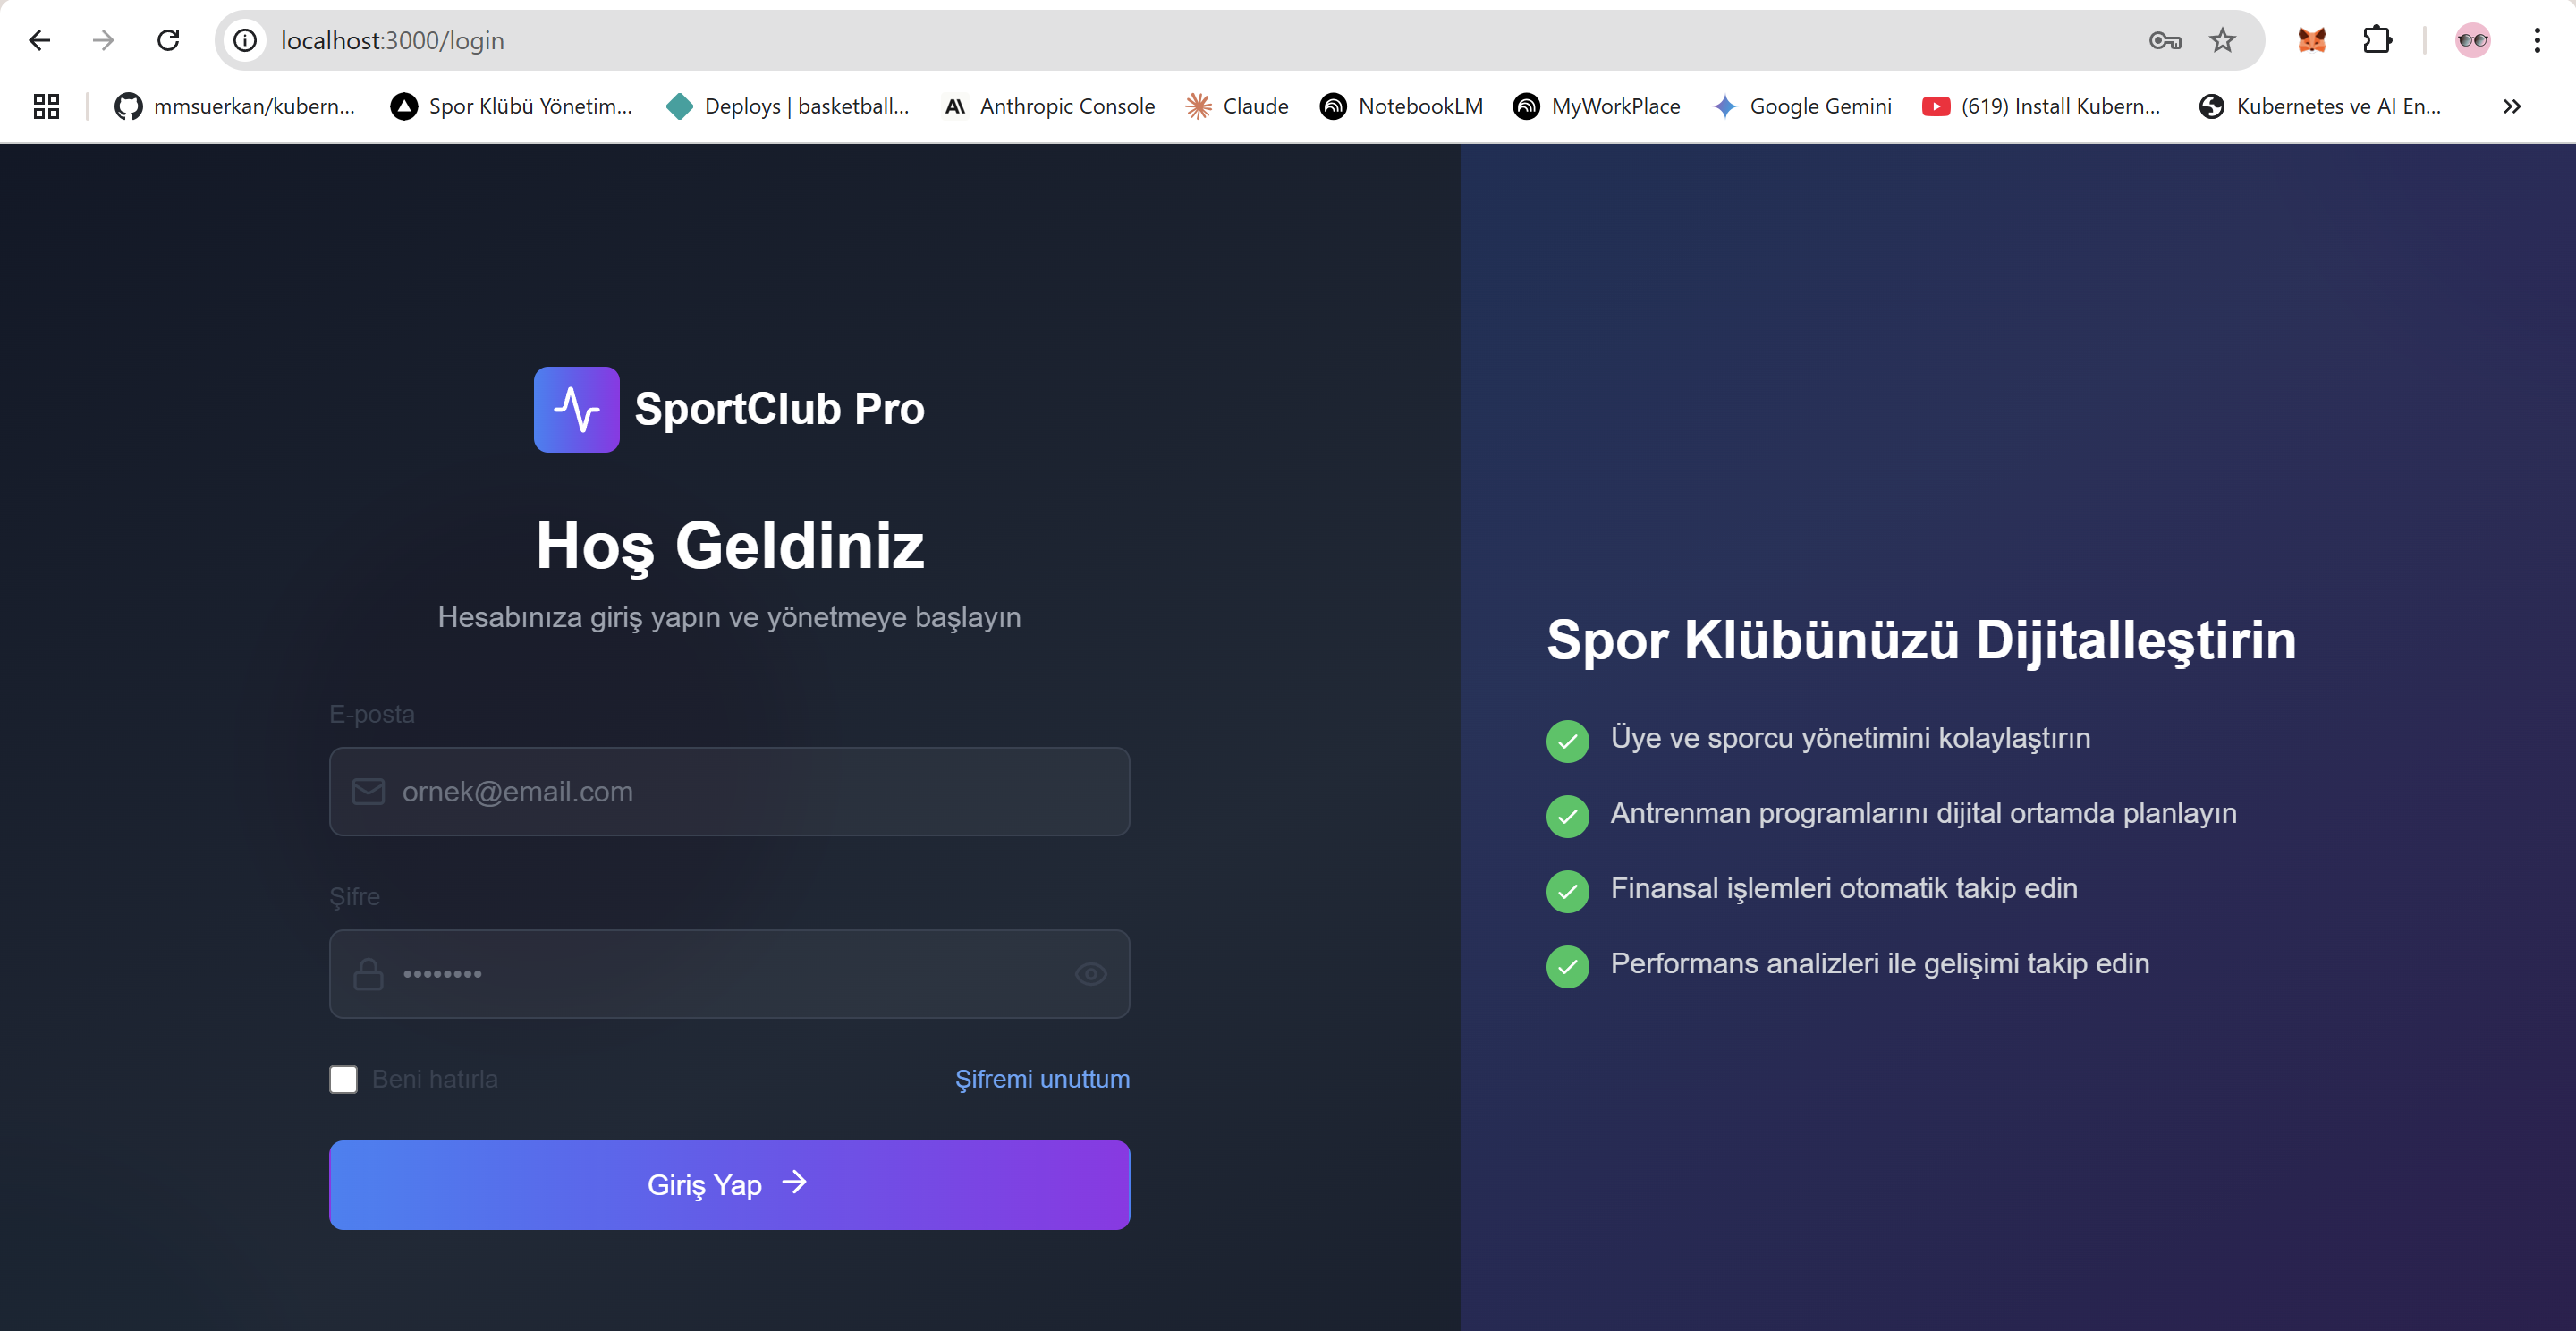 localhost:3000/login
mmsuerkan/kubern...
Spor Klübü Yönetim...
Deploys | basketball...
Anthropic Console
Claude
NotebookLM
MyWorkPlace
Google Gemini
(619) Install Kubern...
Kubernetes ve AI En...
SportClub Pro
Hoş Geldiniz
Hesabınıza giriş yapın ve yönetmeye başlayın
E-posta
ornek@email.com
Şifre
••••••••
Beni hatırla
Şifremi unuttum
Giriş Yap →
Spor Klübünüzü Dijitalleştirin
Üye ve sporcu yönetimini kolaylaştırın
Antrenman programlarını dijital ortamda planlayın
Finansal işlemleri otomatik takip edin
Performans analizleri ile gelişimi takip edin